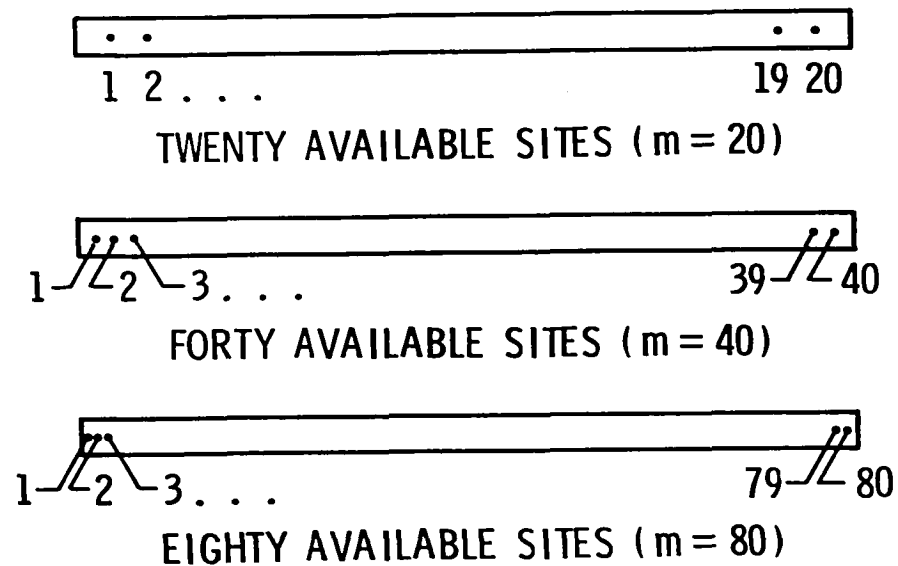 1 2 . . . 19 20
TWENTY AVAILABLE SITES (m = 20)
1 2 3 . . . 39 40
FORTY AVAILABLE SITES (m = 40)
1 2 3 . . . 79 80
EIGHTY AVAILABLE SITES (m = 80)